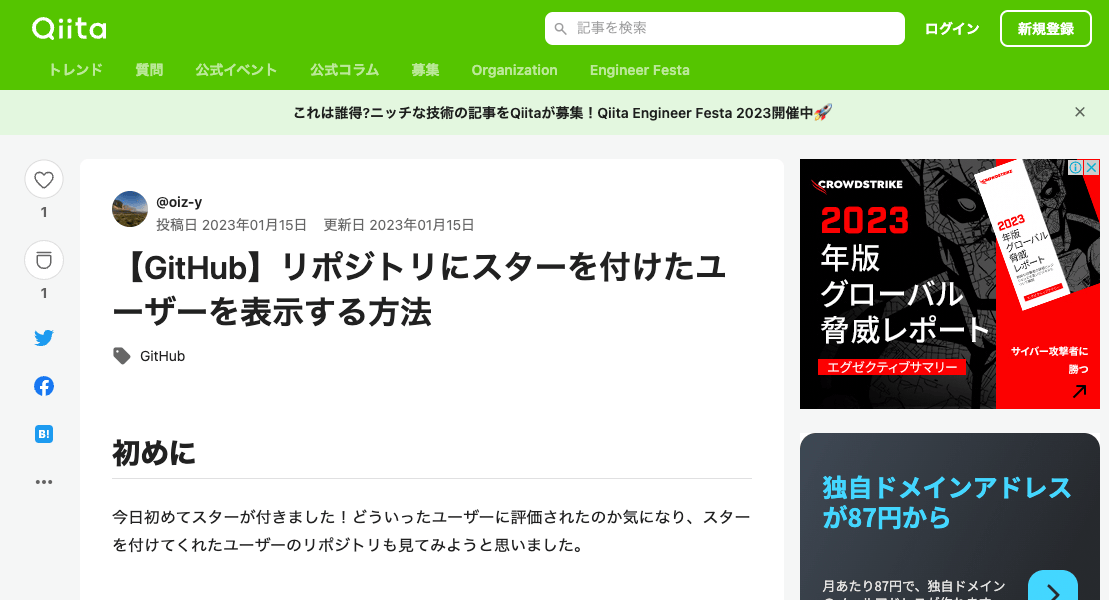 Qiita
記事を検索
ログイン
新規登録
トレンド
質問
公式イベント
公式コラム
募集
Organization
Engineer Festa
これは誰得?ニッチな技術の記事をQiitaが募集！Qiita Engineer Festa 2023開催中🚀
1
1
B!
@oiz-y
投稿日 2023年01月15日 更新日 2023年01月15日
【GitHub】リポジトリにスターを付けたユ
ーザーを表示する方法
GitHub
初めに
今日初めてスターが付きました！どういったユーザーに評価されたのか気になり、スター
を付けてくれたユーザーのリポジトリも見てみようと思いました。
CROWDSTRIKE
2023
年版
グローバル
脅威レポート
エグゼクティブサマリー
CROWDSTRIKE
2023
年版
グローバル
脅威
レポート
サイバー攻撃者に
勝つ
独自ドメインアドレス
が87円から
月あたり87円で、独自ドメイン